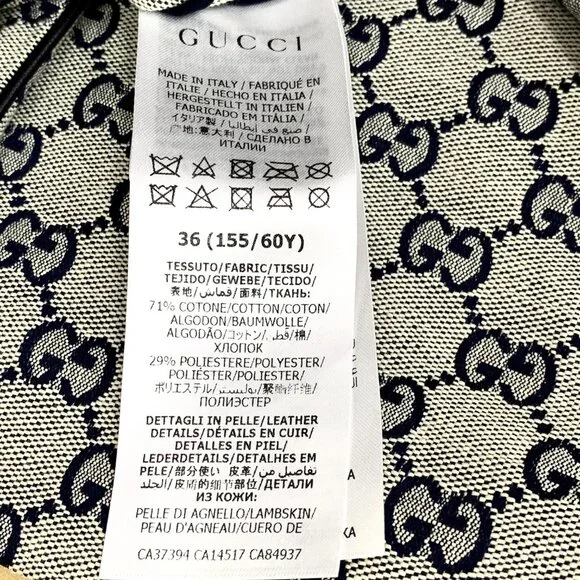 GUCCI
MADE IN ITALY / FABRIQUÉ EN
ITALIE / HECHO EN ITALIA /
HERGESTELLT IN ITALIEN /
FABRICADO EM ITÁLIA /
イタリア製 / صنع في إيطاليا /
产地:意大利 / СДЕЛАНО В
ИТАЛИИ
36 (155/60Y)
TESSUTO/FABRIC/TISSU/
TEJIDO/GEWEBE/TECIDO/
表地/قماش/面料/ТКАНЬ:
71% COTONE/COTTON/COTON/
ALGODON/BAUMWOLLE/
ALGODÃO/コットン/قطن/棉/
ХЛОПОК
29% POLIESTERE/POLYESTER/
POLIÉSTER/POLYESTER/
ポリエステル/بوليستر/聚酯纤维/
ПОЛИЭСТЕР
DETTAGLI IN PELLE/LEATHER
DETAILS/DÉTAILS EN CUIR/
DETALLES EN PIEL/
LEDERDETAILS/DETALHES EM
PELE/部分使い 皮革/تفاصيل من
الجلد/皮质的细节部位/ДЕТАЛИ
ИЗ КОЖИ:
PELLE DI AGNELLO/LAMBSKIN/
PEAU D'AGNEAU/CUERO DE
CA37394 CA14517 CA84937